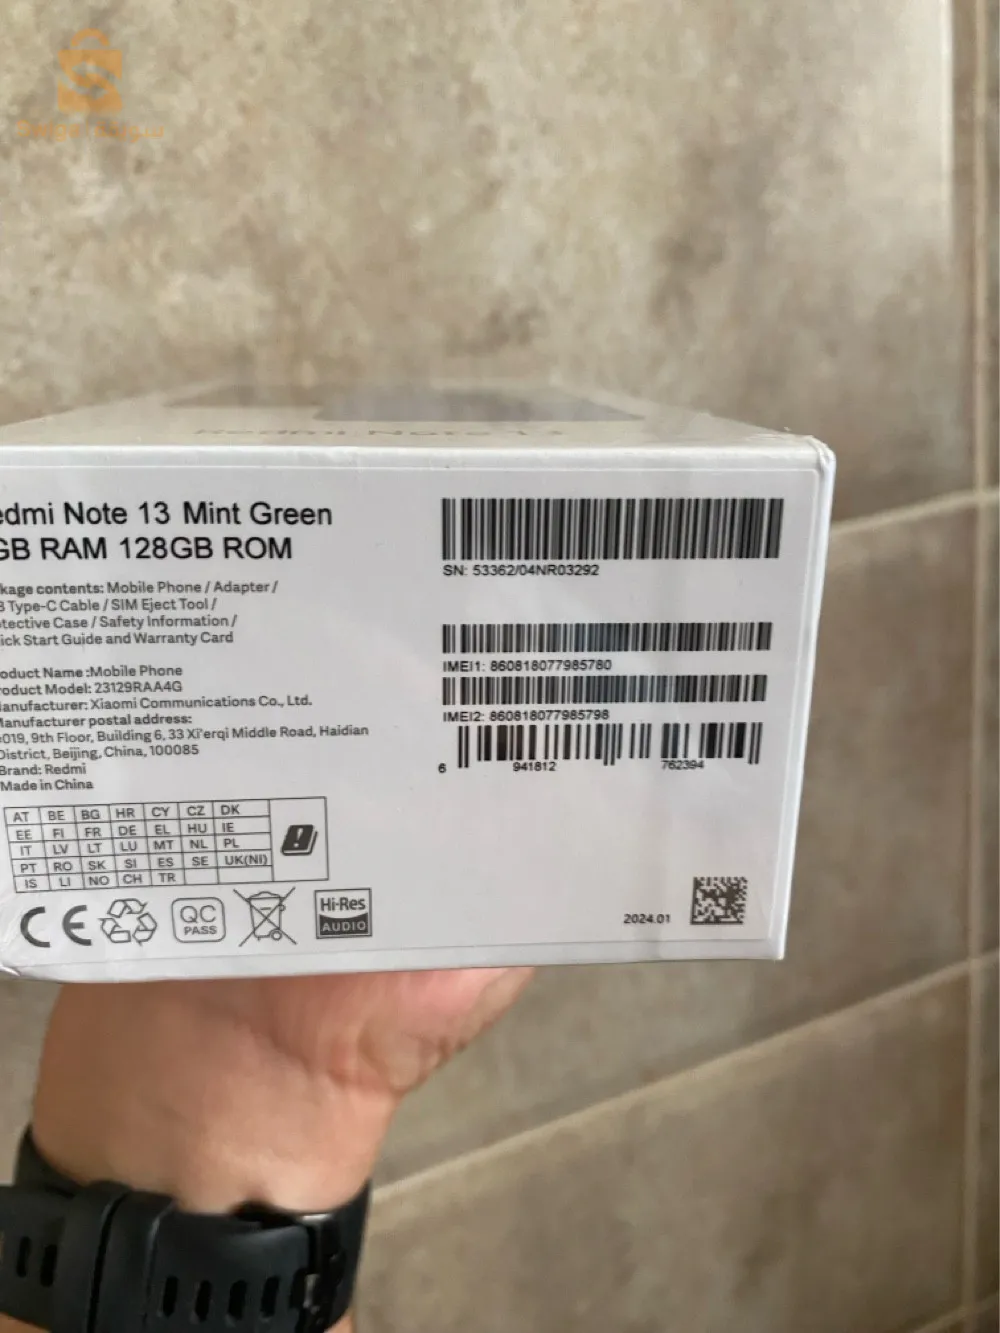 Redmi Note 13
edmi Note 13 Mint Green
GB RAM 128GB ROM
kage contents: Mobile Phone / Adapter /
B Type-C Cable / SIM Eject Tool /
otective Case / Safety Information /
ick Start Guide and Warranty Card
oduct Name :Mobile Phone
roduct Model: 23129RAA4G
Manufacturer: Xiaomi Communications Co., Ltd.
Manufacturer postal address:
019, 9th Floor, Building 6, 33 Xi'erqi Middle Road, Haidian
District, Beijing, China, 100085
Brand: Redmi
Made in China
SN: 53362/04NR03292
IMEI1: 860818077985780
IMEI2: 860818077985798
6 941812 762394
AT BE BG HR CY CZ DK
EE FI FR DE EL HU IE
IT LV LT LU MT NL PL
PT RO SK SI ES SE UK(NI)
IS LI NO CH TR
CE
QC
PASS
Hi-Res
AUDIO
2024.01